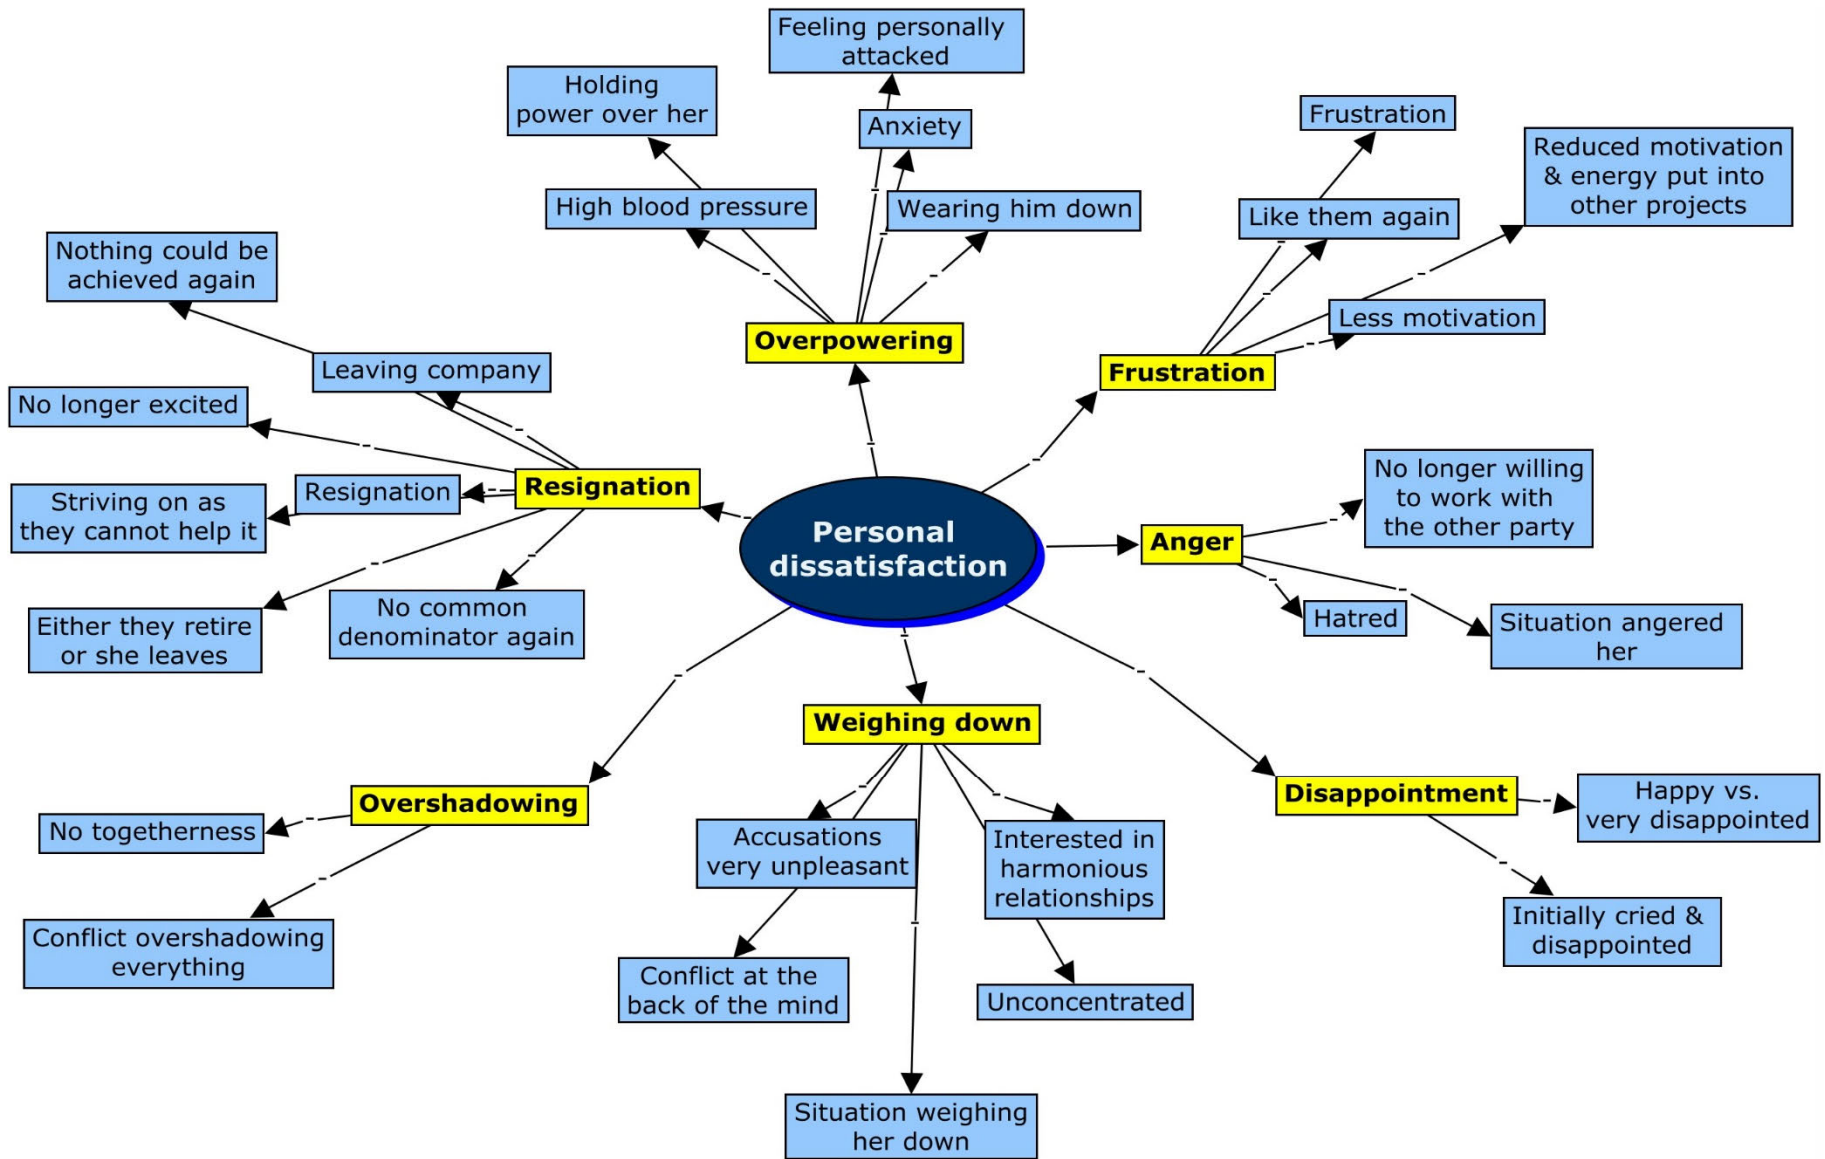 Feeling personally
attacked
Holding
power over her
Anxiety
Frustration
Reduced motivation
& energy put into
other projects
High blood pressure
Wearing him down
Like them again
Nothing could be
achieved again
Less motivation
Overpowering
Frustration
Leaving company
No longer excited
Resignation
Resignation
Striving on as
they cannot help it
No longer willing
to work with
the other party
Personal
dissatisfaction
Anger
Either they retire
or she leaves
No common
denominator again
Hatred
Situation angered
her
Weighing down
Overshadowing
Disappointment
Happy vs.
very disappointed
No togetherness
Accusations
very unpleasant
Interested in
harmonious
relationships
Initially cried &
disappointed
Conflict overshadowing
everything
Conflict at the
back of the mind
Unconcentrated
Situation weighing
her down